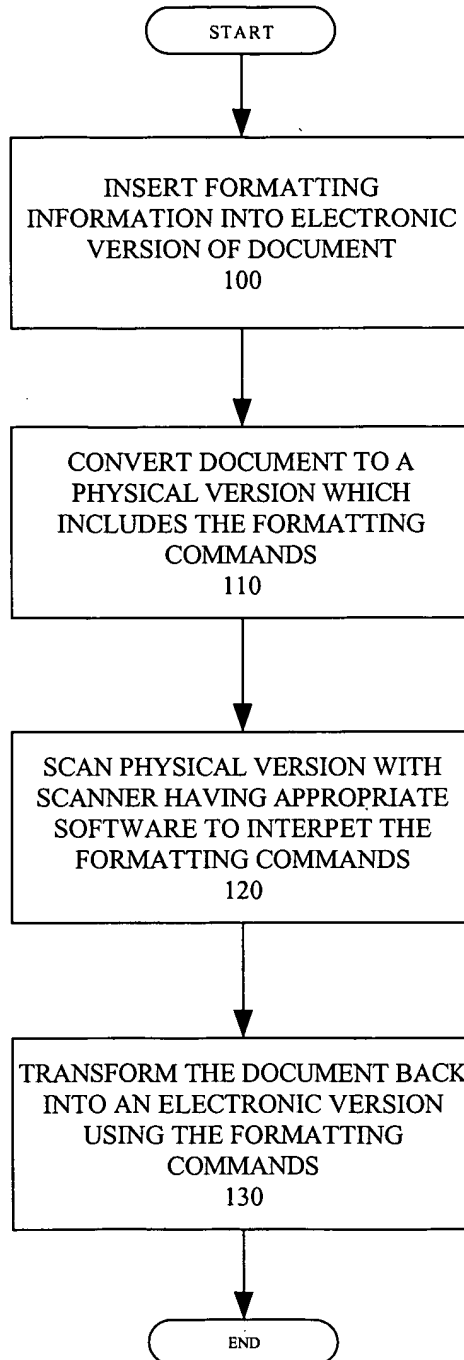 START
INSERT FORMATTING
INFORMATION INTO ELECTRONIC
VERSION OF DOCUMENT
100
CONVERT DOCUMENT TO A
PHYSICAL VERSION WHICH
INCLUDES THE FORMATTING
COMMANDS
110
SCAN PHYSICAL VERSION WITH
SCANNER HAVING APPROPRIATE
SOFTWARE TO INTERPET THE
FORMATTING COMMANDS
120
TRANSFORM THE DOCUMENT BACK
INTO AN ELECTRONIC VERSION
USING THE FORMATTING
COMMANDS
130
END